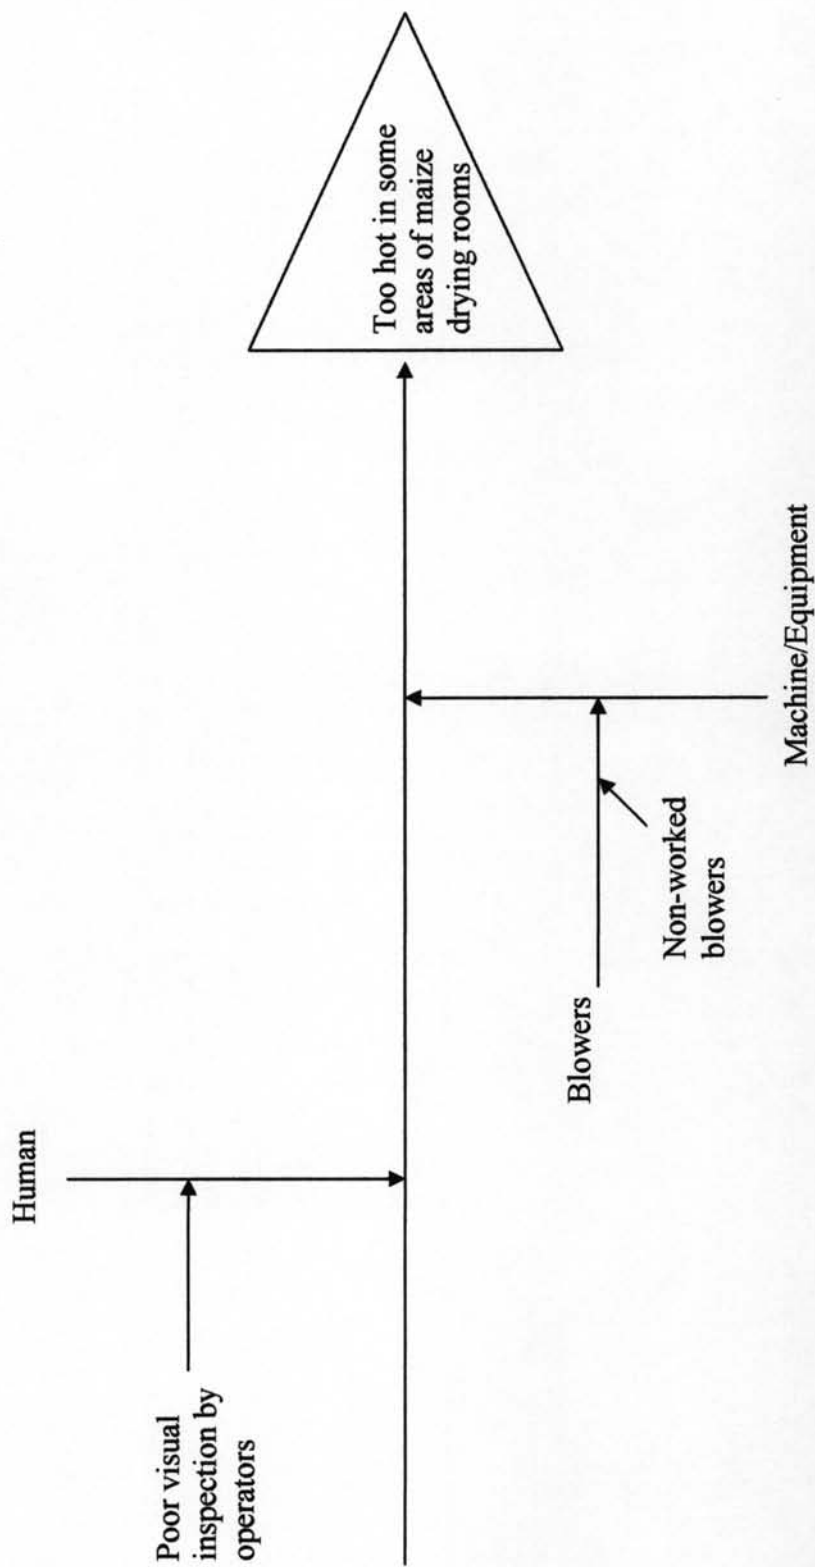 Human
Poor visual
inspection by
operators
Too hot in some
areas of maize
drying rooms
Blowers
Non-worked
blowers
Machine/Equipment